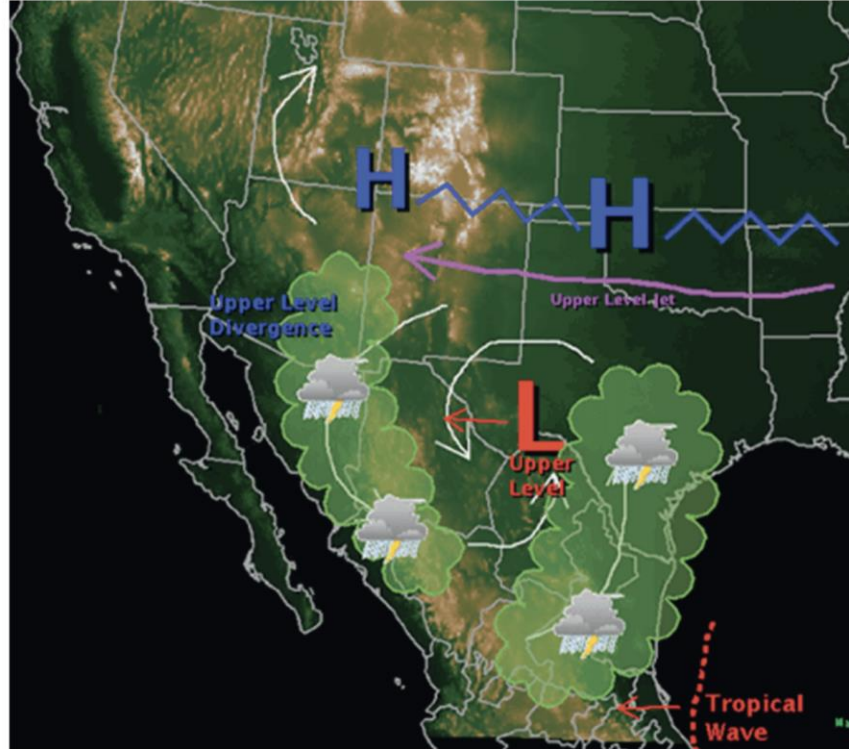 H
H
Upper Level Jet
Upper Level
Divergence
L
Upper
Level
Tropical
Wave